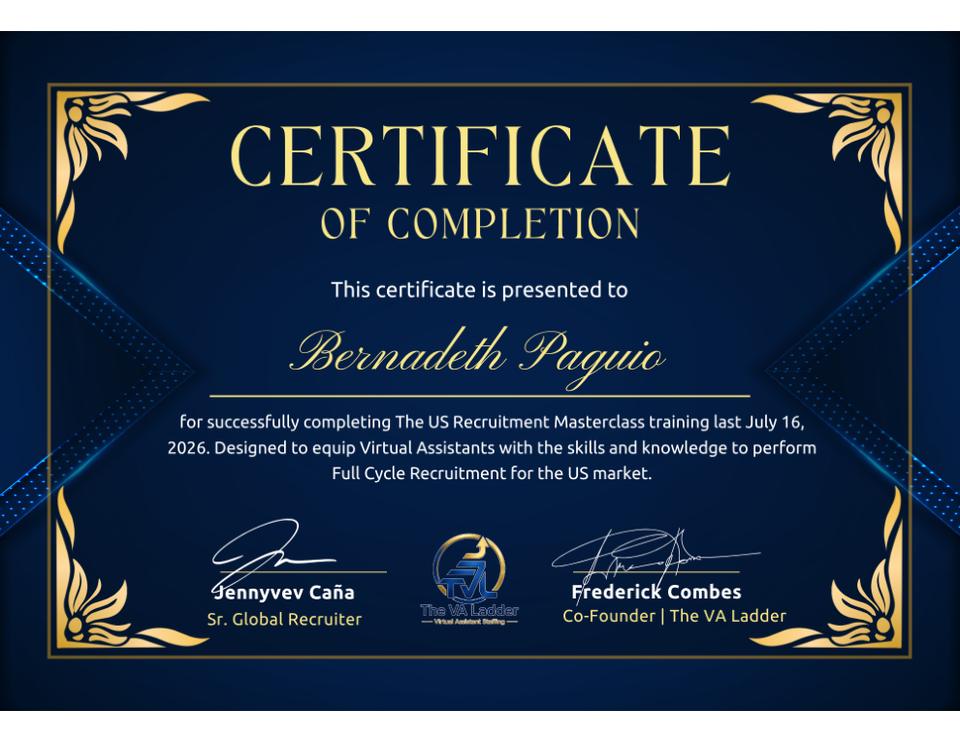 CERTIFICATE
OF COMPLETION
This certificate is presented to
Bernadeth Paguio
for successfully completing The US Recruitment Masterclass training last July 16,
2026. Designed to equip Virtual Assistants with the skills and knowledge to perform
Full Cycle Recruitment for the US market.
Jennyvev Caña
Sr. Global Recruiter
TVL
The VA Ladder
Virtual Assistant Staffing
Frederick Combes
Co-Founder | The VA Ladder